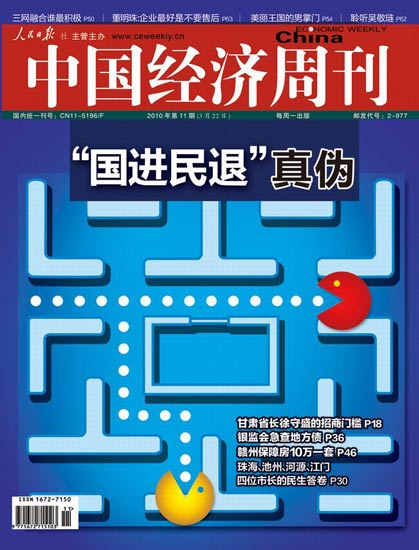 三网融合谁最积极 P50 董明珠:企业最好是不要售后 P63 美丽王国的男掌门 P54 聆听吴敬琏 P62
人民日报 社 主管主办 www.ceweekly.cn
ECONOMIC WEEKLY
China
中国经济周刊
国内统一刊号：CN11-5196/F 2010年第11期(3月22日) 每周一出版 邮发代号：2-977
“国进民退”真伪
甘肃省长徐守盛的招商门槛 P18
银监会急查地方债 P36
赣州保障房10万一套 P46
珠海、池州、河源、江门
四位市长的民生答卷 P30
ISSN 1672-7150
11
9 771672 715103